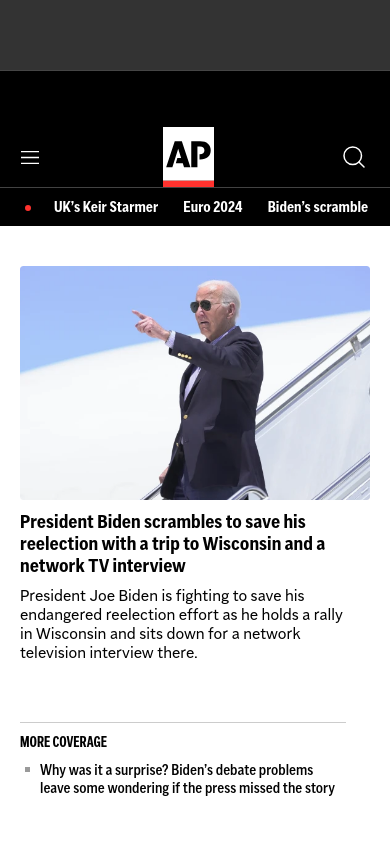 AP
UK's Keir Starmer Euro 2024 Biden's scramble
President Biden scrambles to save his
reelection with a trip to Wisconsin and a
network TV interview
President Joe Biden is fighting to save his
endangered reelection effort as he holds a rally
in Wisconsin and sits down for a network
television interview there.
MORE COVERAGE
Why was it a surprise? Biden's debate problems
leave some wondering if the press missed the story